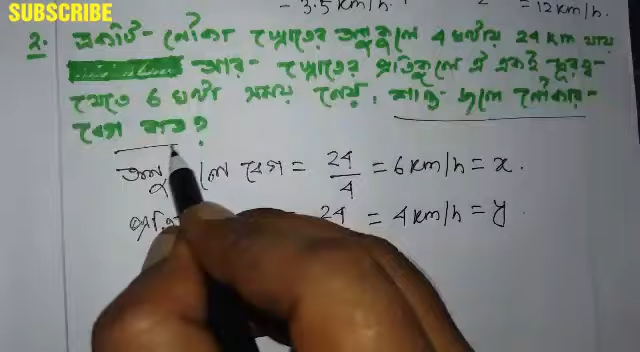 SUBSCRIBE
- 3.5 km/h. 2 = 12 km/h.
2. একটি নৌকা স্রোতের অনুকূলে 4 ঘন্টায় 24 km যায়
আর স্রোতের প্রতিকূলে ঐ একই দূরত্ব
যেতে 6 ঘন্টা সময় নেয়. শান্ত জলে নৌকার
বেগ কত?
বেগ = 24/4 = 6 km/h = x.
24 = 4 km/h = y